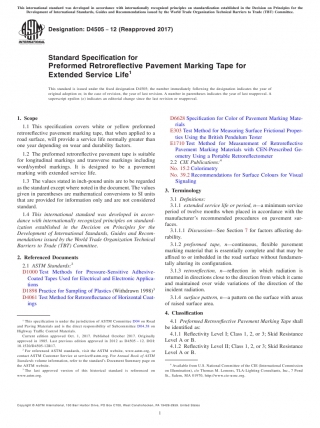 This international standard was developed in accordance with internationally recognized principles on standardization established in the Decision on Principles for the
Development of International Standards, Guides and Recommendations issued by the World Trade Organization Technical Barriers to Trade (TBT) Committee.
Designation: D4505 − 12 (Reapproved 2017)
Standard Specification for
Preformed Retroreflective Pavement Marking Tape for
Extended Service Life1
This standard is issued under the fixed designation D4505; the number immediately following the designation indicates the year of
original adoption or, in the case of revision, the year of last revision. A number in parentheses indicates the year of last reapproval. A
superscript epsilon (ε) indicates an editorial change since the last revision or reapproval.
1. Scope
1.1 This specification covers white or yellow preformed
retroreflective pavement marking tape, that when applied to a
road surface, will provide a service life normally greater than
one year depending on wear and durability factors.
1.2 The preformed retroreflective pavement tape is suitable
for longitudinal markings and transverse markings including
word/symbol markings. It is designed to be a pavement
marking with extended service life.
1.3 The values stated in inch-pound units are to be regarded
as the standard except where noted in the document. The values
given in parentheses are mathematical conversions to SI units
that are provided for information only and are not considered
standard.
1.4 This international standard was developed in accor-
dance with internationally recognized principles on standard-
ization established in the Decision on Principles for the
Development of International Standards, Guides and Recom-
mendations issued by the World Trade Organization Technical
Barriers to Trade (TBT) Committee.
2. Referenced Documents
2.1 ASTM Standards:2
D1000 Test Methods for Pressure-Sensitive Adhesive-
Coated Tapes Used for Electrical and Electronic Applica-
tions
D1898 Practice for Sampling of Plastics (Withdrawn 1998)3
D4061 Test Method for Retroreflectance of Horizontal Coat-
ings
1 This specification is under the jurisdiction of ASTM Committee D04 on Road
and Paving Materials and is the direct responsibility of Subcommittee D04.38 on
Highway Traffic Control Materials.
Current edition approved Oct. 1, 2017. Published October 2017. Originally
approved in 1985. Last previous edition approved in 2012 as D4505 – 12. DOI:
10.1520/D4505-12R17.
2 For referenced ASTM standards, visit the ASTM website, www.astm.org, or
contact ASTM Customer Service at service@astm.org. For Annual Book of ASTM
Standards volume information, refer to the standard's Document Summary page on
the ASTM website.
3 The last approved version of this historical standard is referenced on
www.astm.org.
D6628 Specification for Color of Pavement Marking Mate-
rials
E303 Test Method for Measuring Surface Frictional Proper-
ties Using the British Pendulum Tester
E1710 Test Method for Measurement of Retroreflective
Pavement Marking Materials with CEN-Prescribed Ge-
ometry Using a Portable Retroreflectometer
2.2 CIE Publications:4
No. 15.2 Colorimetry
No. 39.2 Recommendations for Surface Colours for Visual
Signaling
3. Terminology
3.1 Definitions:
3.1.1 extended service life or period, n—a minimum service
period of twelve months when placed in accordance with the
manufacturer's recommended procedures on pavement sur-
faces.
3.1.1.1 Discussion—See Section 7 for factors affecting du-
rability.
3.1.2 preformed tape, n—continuous, flexible pavement
marking material that is essentially complete and that may be
affixed to or imbedded in the road surface without fundamen-
tally altering its configuration.
3.1.3 retroreflection, n—reflection in which radiation is
returned in directions close to the direction from which it came
and maintained over wide variations of the direction of the
incident radiation.
3.1.6 surface pattern, n—a pattern on the surface with areas
of raised surface area.
4. Classification
4.1 Preformed Retroreflective Pavement Marking Tape shall
be identified as:
4.1.1 Reflectivity Level I: Class 1, 2, or 3; Skid Resistance
Level A or B.
4.1.2 Reflectivity Level II: Class 1, 2, or 3; Skid Resistance
Level A or B.
4 Available from U.S. National Committee of the CIE (International Commission
on Illumination), c/o Thomas M. Lemons, TLA-Lighting Consultants, Inc., 7 Pond
St., Salem, MA 01970, http://www.cie-usnc.org.
Copyright © ASTM International, 100 Barr Harbor Drive, PO Box C700, West Conshohocken, PA 19428-2959. United States
1